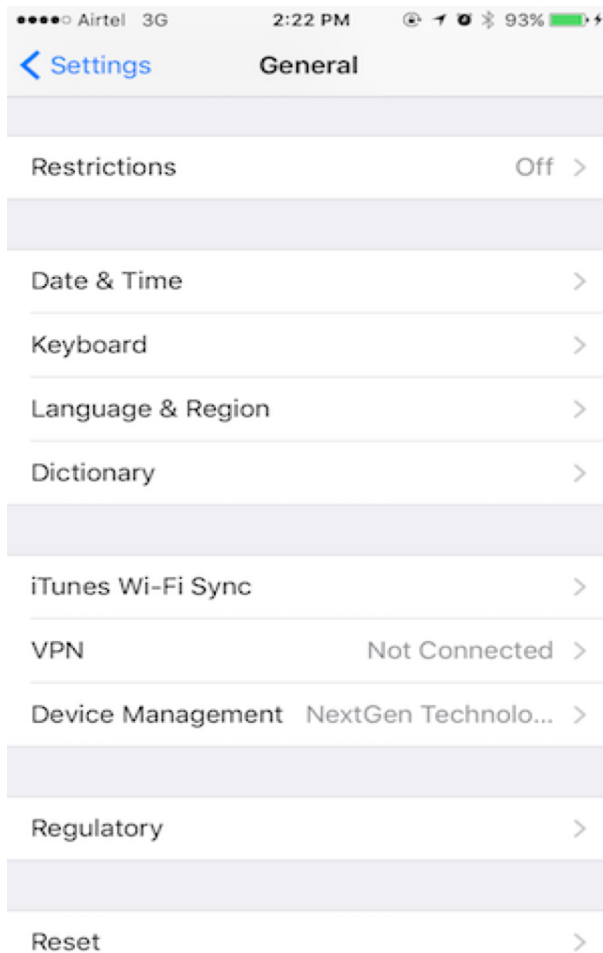 Airtel 3G 2:22 PM 93%
Settings General
Restrictions Off
Date & Time
Keyboard
Language & Region
Dictionary
iTunes Wi-Fi Sync
VPN Not Connected
Device Management NextGen Technolo...
Regulatory
Reset